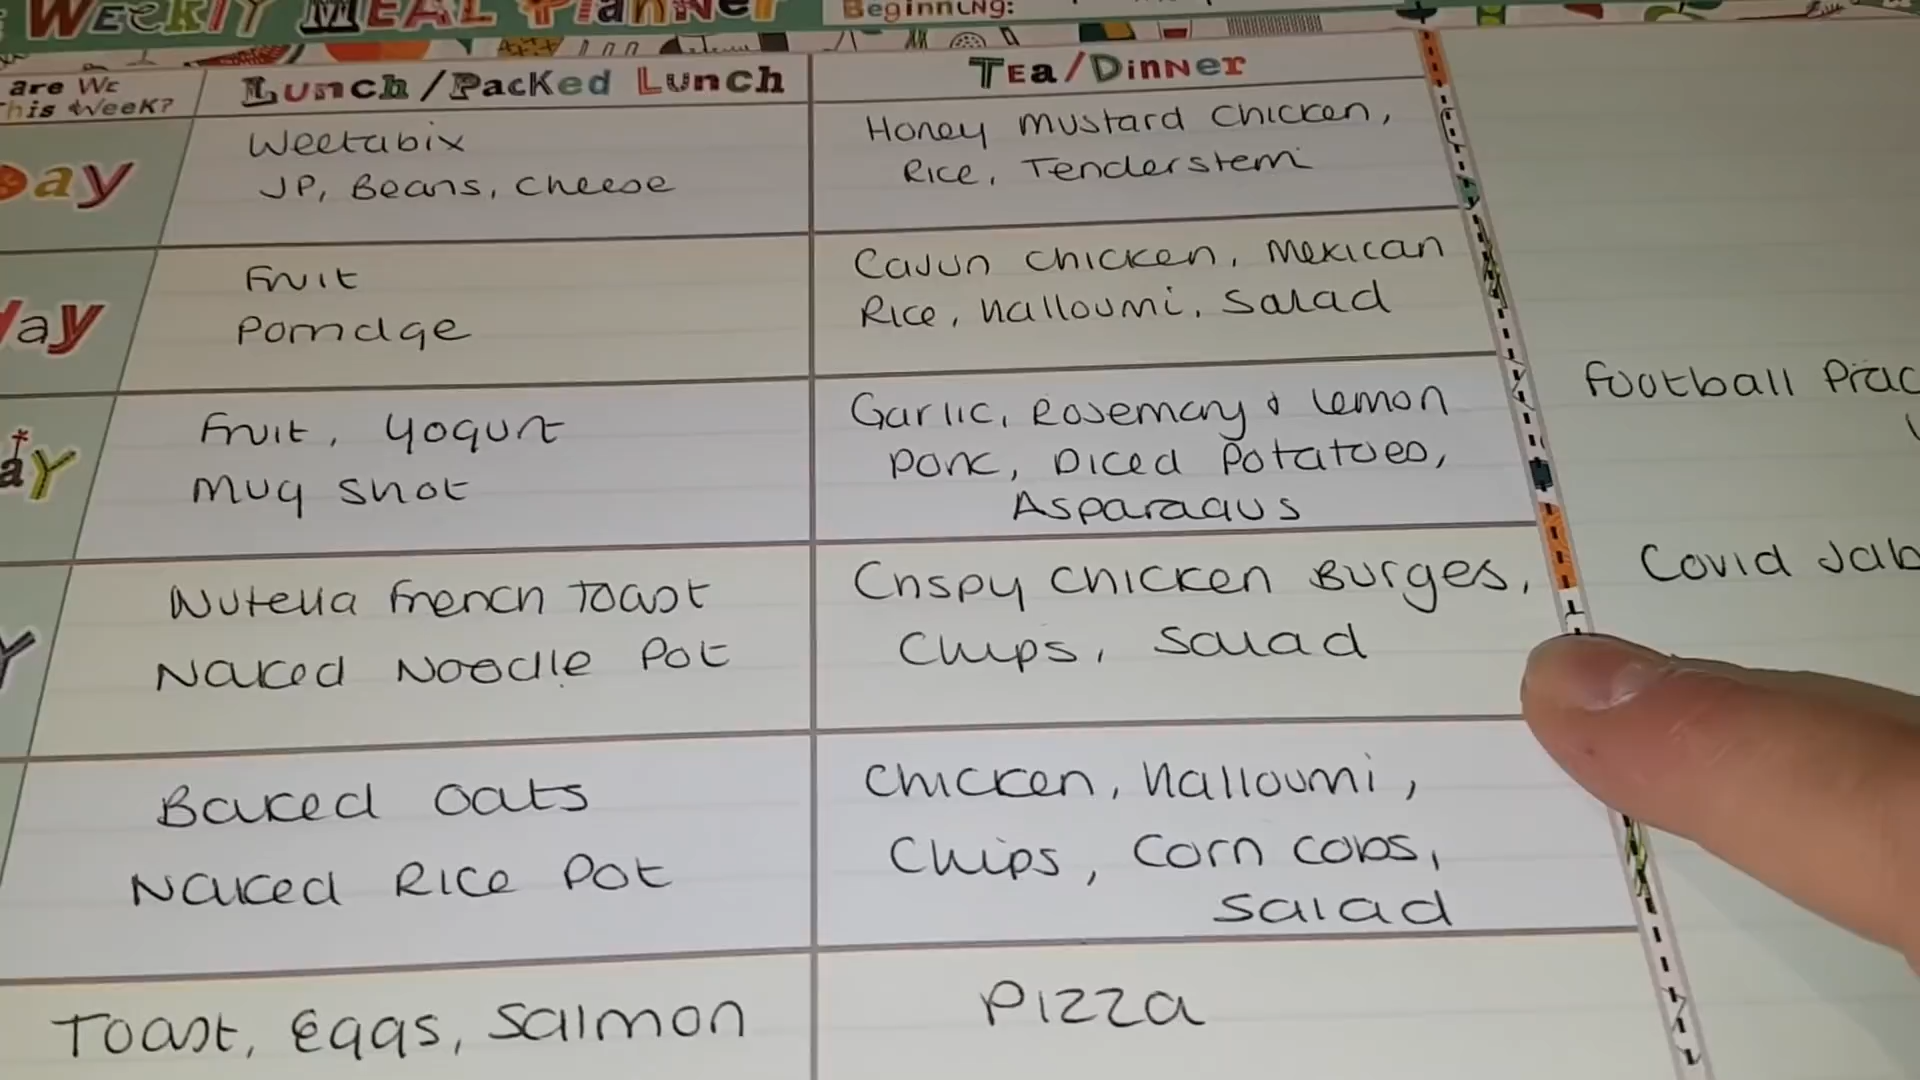 WEEKLY MEAL PlaNNer
BeginnING:
are We
This Week?
Lunch/Packed Lunch
Tea/Dinner
Day
Weetabix
JP, Beans, Cheese
Honey Mustard Chicken,
Rice, Tenderstem
ay
Fruit
Porridge
Cajun Chicken, Mexican
Rice, Halloumi, Salad
ay
Fruit, Yogurt
Mug Shot
Garlic, Rosemary & Lemon
Pork, Diced Potatoes,
Asparagus
Football Prac
y
Nutella French Toast
Naked Noodle Pot
Crispy Chicken Burges,
Chips, Salad
Covid Jab
Baked Oats
Naked Rice Pot
Chicken, Halloumi,
Chips, Corn Cobs,
Salad
Toast, Eggs, Salmon
Pizza